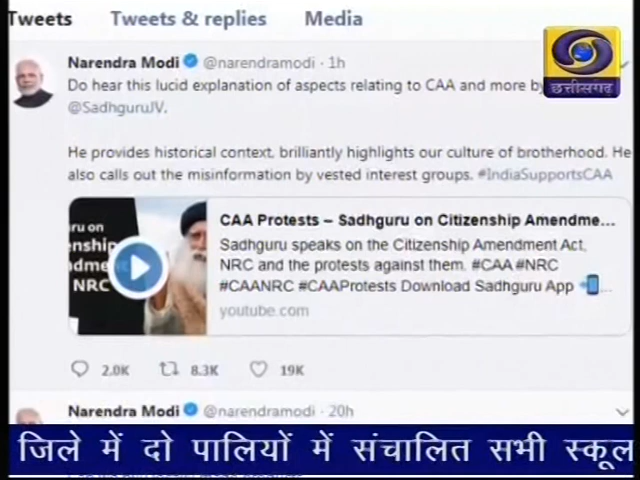 Tweets Tweets & replies Media
Narendra Modi @narendramodi · 1h
Do hear this lucid explanation of aspects relating to CAA and more by
@SadhguruJV.
He provides historical context, brilliantly highlights our culture of brotherhood. He
also calls out the misinformation by vested interest groups. #IndiaSupportsCAA
CAA Protests – Sadhguru on Citizenship Amendme...
Sadhguru speaks on the Citizenship Amendment Act,
NRC and the protests against them. #CAA #NRC
#CAANRC #CAAProtests Download Sadhguru App
youtube.com
ru on
nship
dme
NRC
2.0K 8.3K 19K
Narendra Modi @narendramodi · 20h
छत्तीसगढ़
जिले में दो पालियों में संचालित सभी स्कूल